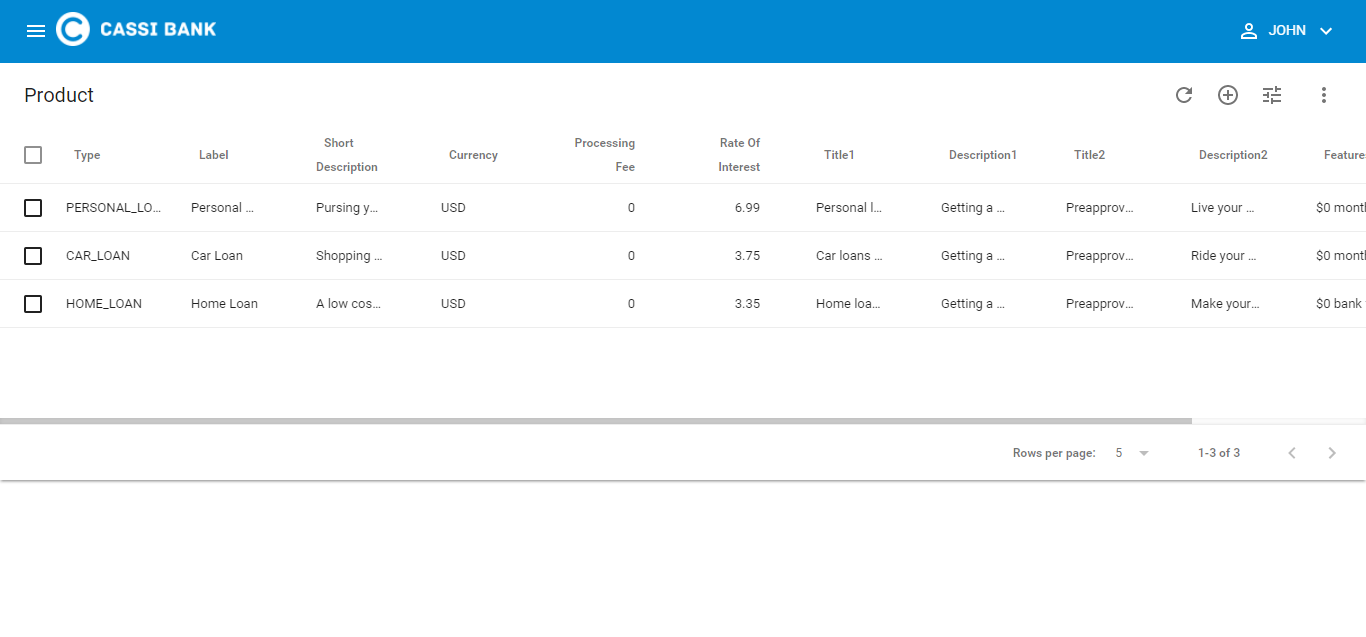 CASSI BANK
JOHN
Product
Type Label Short Description Currency Processing Fee Rate Of Interest Title1 Description1 Title2 Description2 Feature
PERSONAL_LO... Personal ... Pursing y... USD 0 6.99 Personal l... Getting a ... Preapprov... Live your ... $0 mont
CAR_LOAN Car Loan Shopping ... USD 0 3.75 Car loans ... Getting a ... Preapprov... Ride your ... $0 mont
HOME_LOAN Home Loan A low cos... USD 0 3.35 Home loa... Getting a ... Preapprov... Make your... $0 bank
Rows per page: 5 1-3 of 3